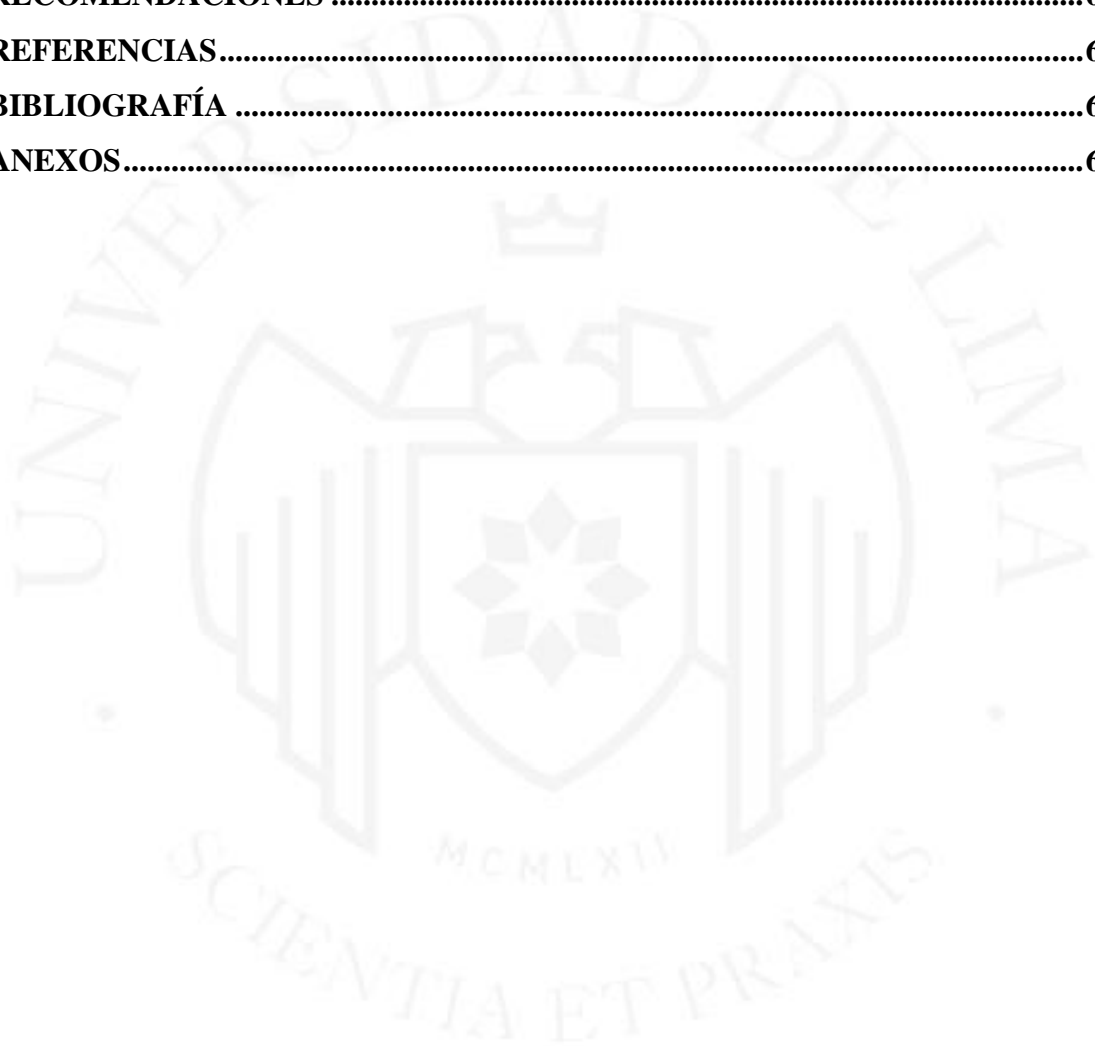 RECOMENDACIONES ........................................................................................6
REFERENCIAS....................................................................................................6
BIBLIOGRAFÍA ..................................................................................................6
ANEXOS...............................................................................................................6
UNIVERSIDAD DE LIMA
MCMLXII
SCIENTIA ET PRAXIS